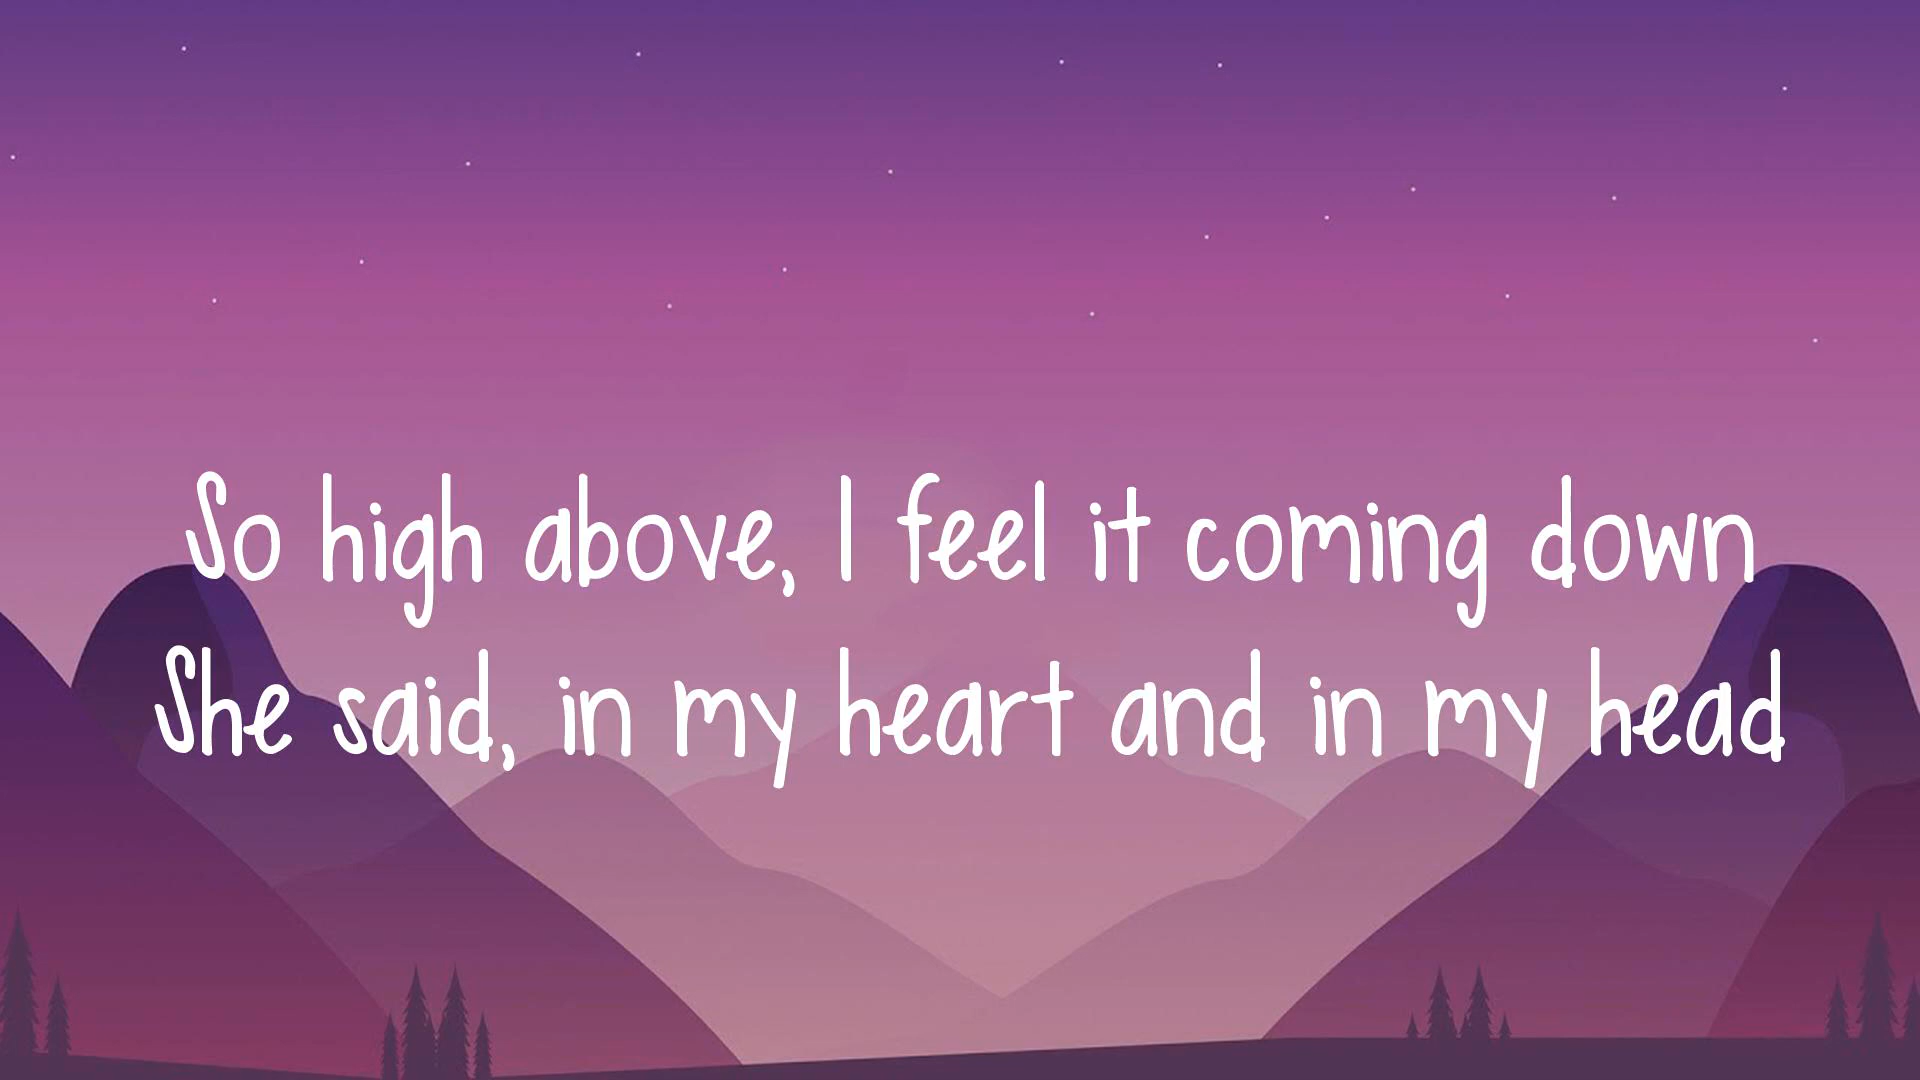 So high above, I feel it coming down
She said, in my heart and in my head